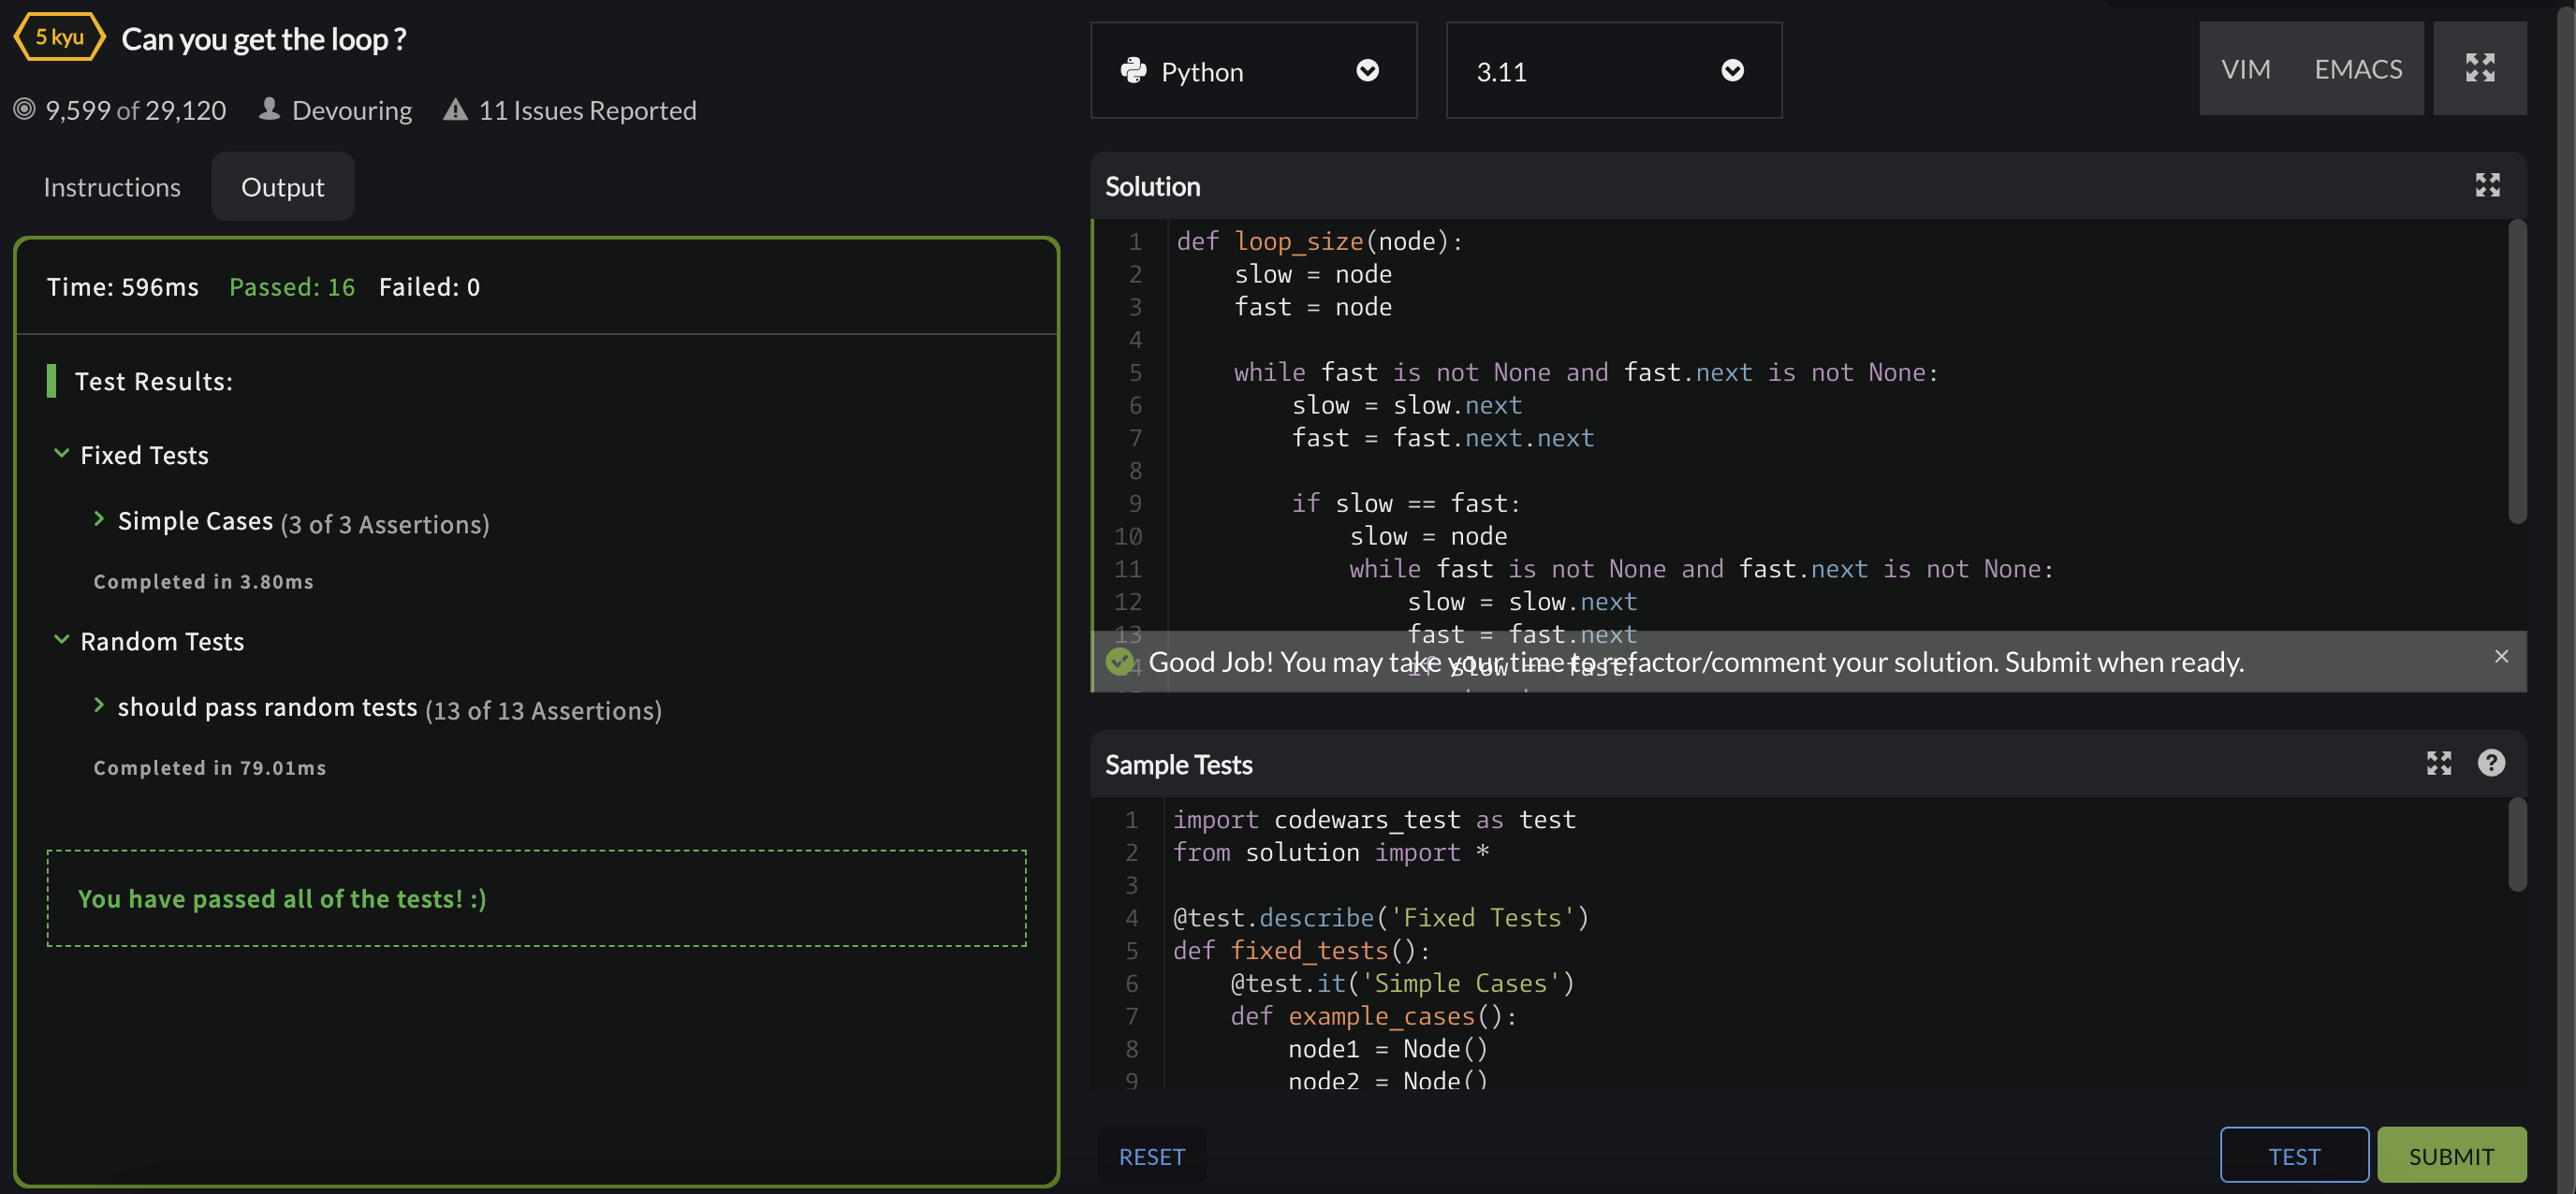 5 kyu
Can you get the loop ?
9,599 of 29,120 Devouring 11 Issues Reported
Instructions Output
Time: 596ms Passed: 16 Failed: 0
Test Results:
Fixed Tests
Simple Cases (3 of 3 Assertions)
Completed in 3.80ms
Random Tests
should pass random tests (13 of 13 Assertions)
Completed in 79.01ms
You have passed all of the tests! :)
Python 3.11 VIM EMACS
Solution
1 def loop_size(node):
2     slow = node
3     fast = node
4
5     while fast is not None and fast.next is not None:
6         slow = slow.next
7         fast = fast.next.next
8
9         if slow == fast:
10             slow = node
11             while fast is not None and fast.next is not None:
12                 slow = slow.next
13                 fast = fast.next
14                 if slow == fast:
Good Job! You may take your time to refactor/comment your solution. Submit when ready.
Sample Tests
1 import codewars_test as test
2 from solution import *
3
4 @test.describe('Fixed Tests')
5 def fixed_tests():
6     @test.it('Simple Cases')
7     def example_cases():
8         node1 = Node()
9         node2 = Node()
RESET TEST SUBMIT